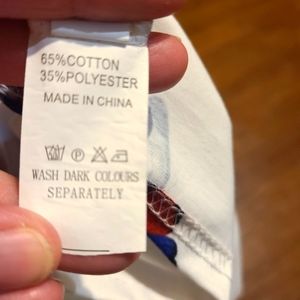 65%COTTON
35%POLYESTER
MADE IN CHINA
WASH DARK COLOURS
SEPARATELY